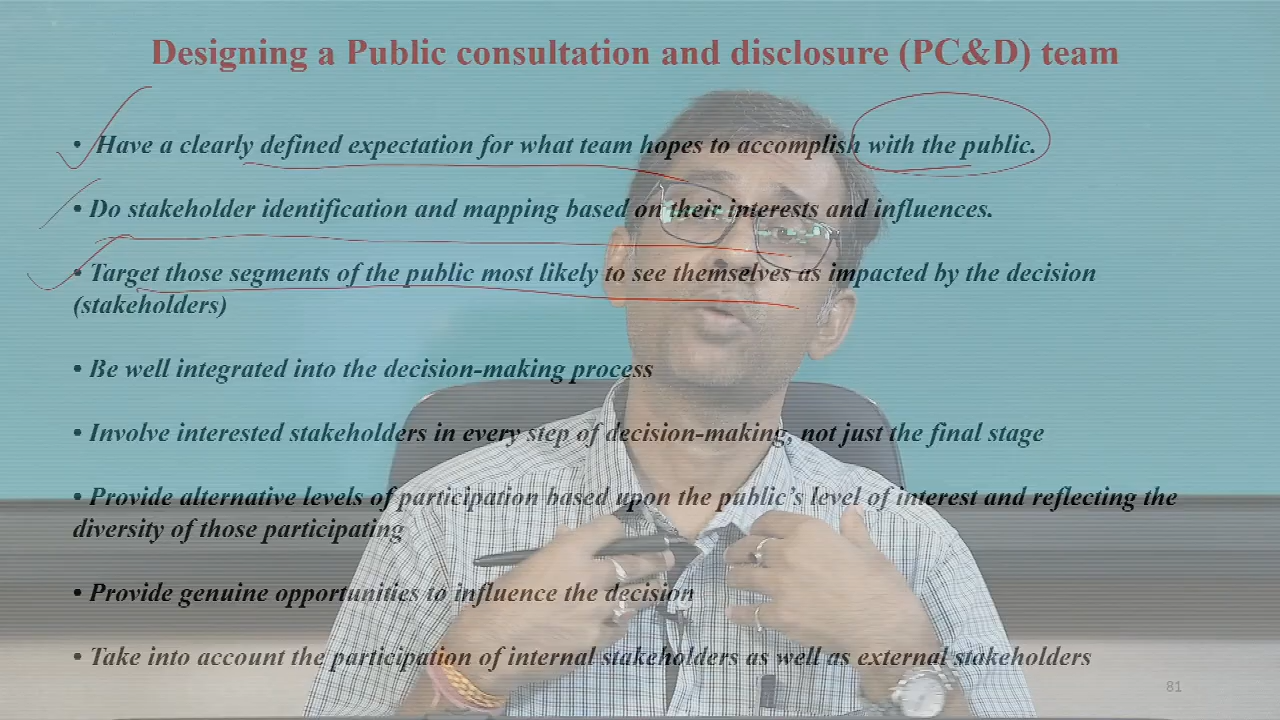 Designing a Public consultation and disclosure (PC&D) team
• Have a clearly defined expectation for what team hopes to accomplish with the public.
• Do stakeholder identification and mapping based on their interests and influences.
• Target those segments of the public most likely to see themselves as impacted by the decision
(stakeholders)
• Be well integrated into the decision-making process
• Involve interested stakeholders in every step of decision-making, not just the final stage
• Provide alternative levels of participation based upon the public's level of interest and reflecting the
diversity of those participating
• Provide genuine opportunities to influence the decision
• Take into account the participation of internal stakeholders as well as external stakeholders
81